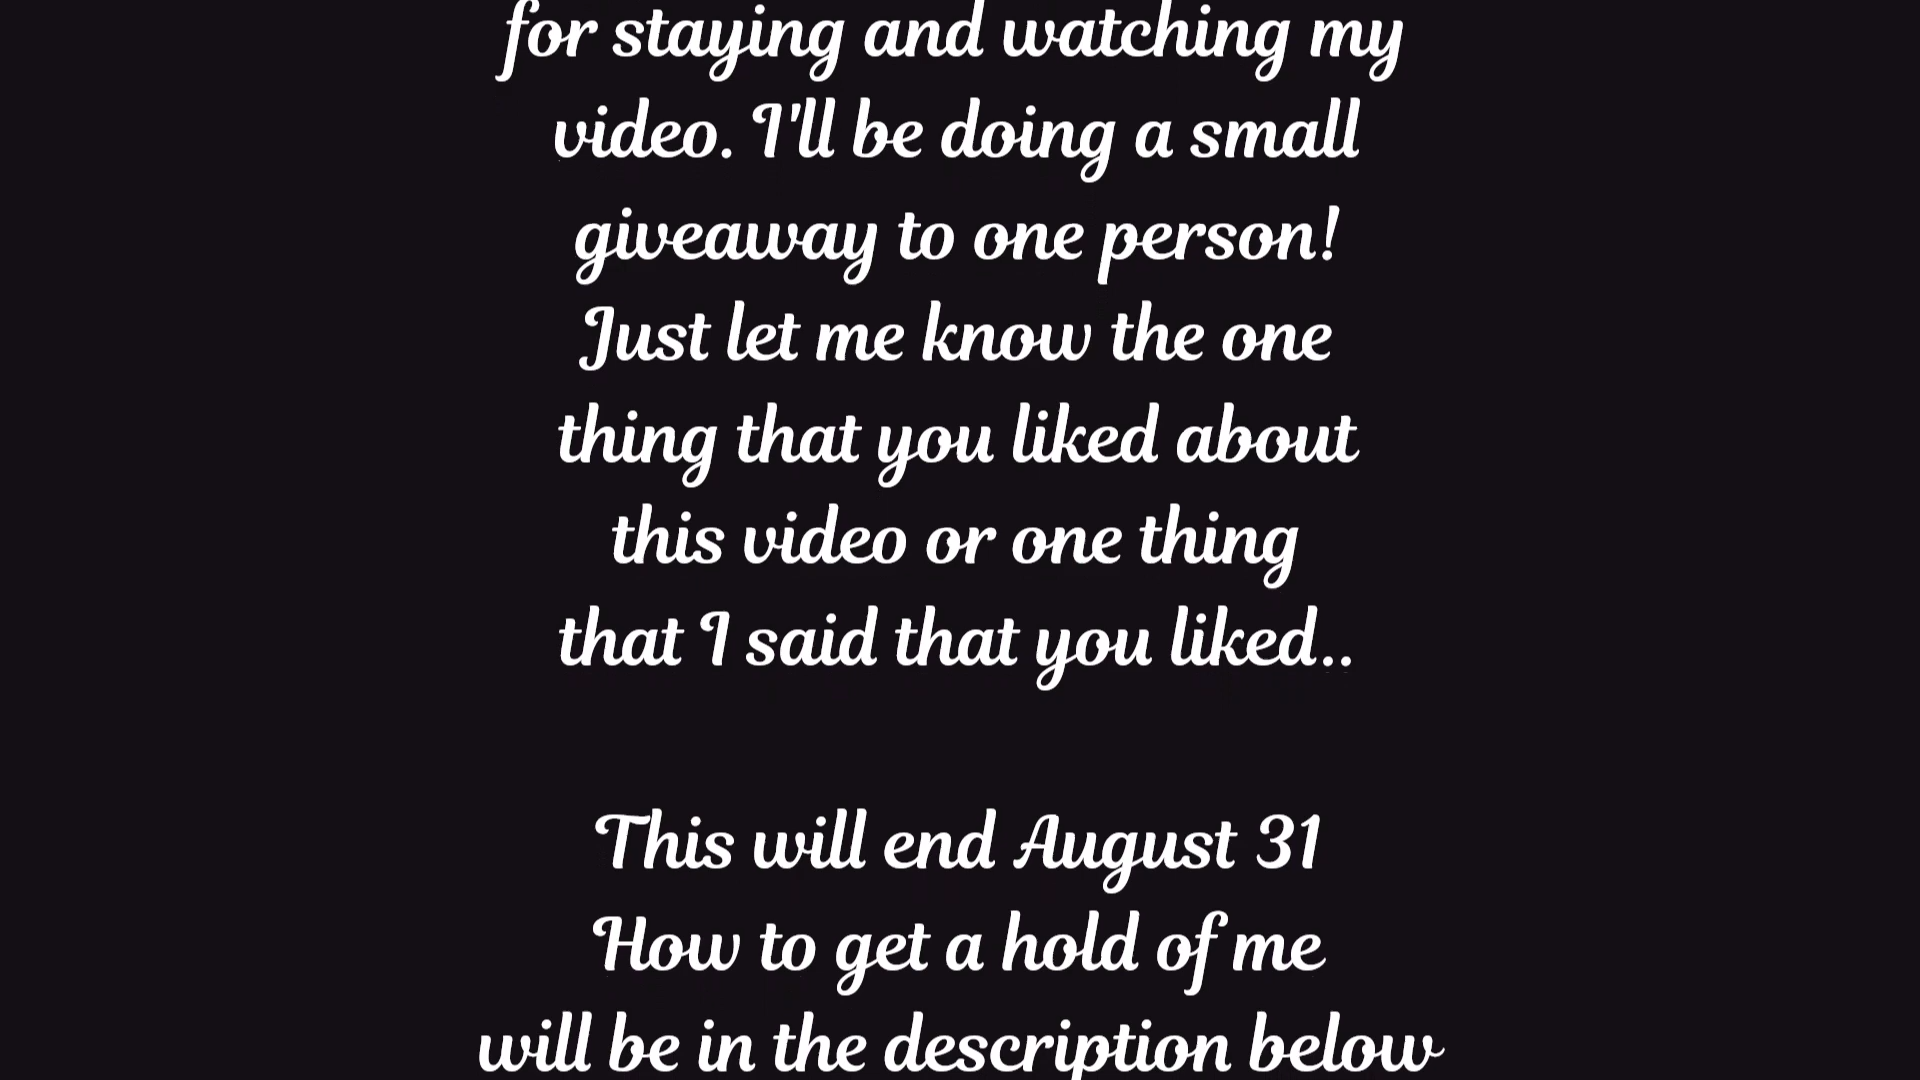 for staying and watching my
video. I'll be doing a small
giveaway to one person!
Just let me know the one
thing that you liked about
this video or one thing
that I said that you liked..
This will end August 31
How to get a hold of me
will be in the description below